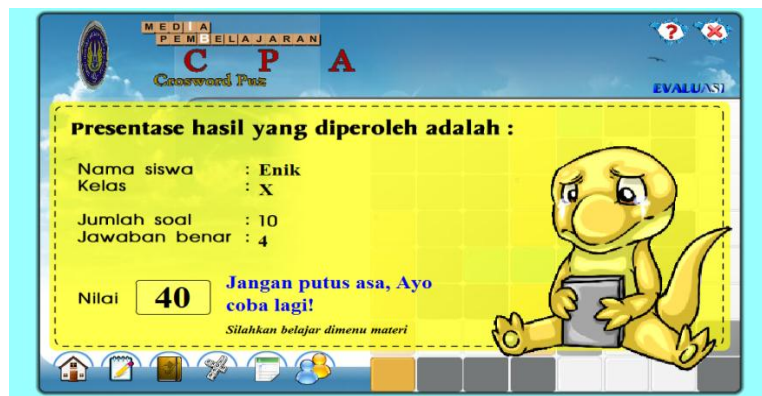 MEDIA
PEMBELAJARAN
C P A
Crosword Puz
EVALUASI
Presentase hasil yang diperoleh adalah :
Nama siswa : Enik
Kelas : X
Jumlah soal : 10
Jawaban benar : 4
Nilai 40 Jangan putus asa, Ayo
coba lagi!
Silahkan belajar dimenu materi